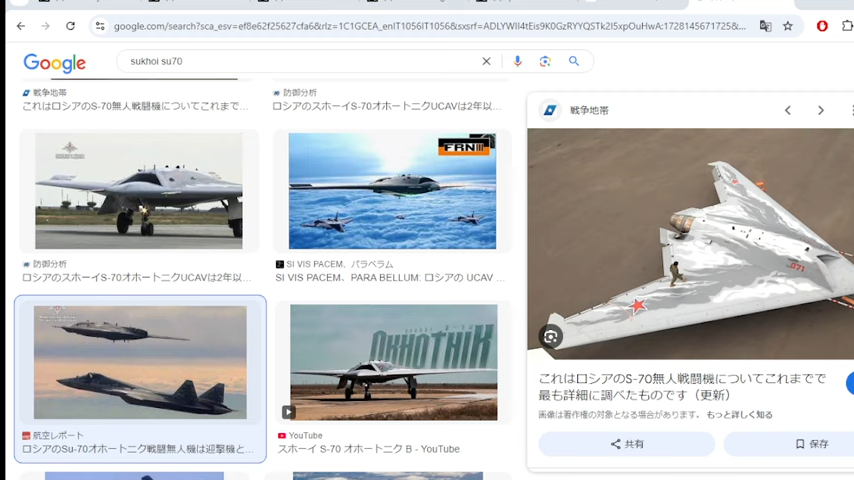 google.com/search?sca_esv=ef8e62f25627cfa6&rlz=1C1GCEA_enIT1056IT1056&sxsrf=ADLYWII4tEis9K0GzRYYQSTk2I5xpOuHwA:1728145671725&...
Google
sukhoi su70
戦争地帯
これはロシアのS-70無人戦闘機についてこれまで...
防御分析
ロシアのスホーイS-70オホートニクUCAVは2年以...
防御分析
ロシアのスホーイS-70オホートニクUCAVは2年以...
FRN
SI VIS PACEM、パラベラム
SI VIS PACEM、PARA BELLUM: ロシアの UCAV ...
航空レポート
ロシアのSu-70オホートニク戦闘無人機は迎撃機と...
OKHOTNIK
YouTube
スホーイ S-70 オホートニク B - YouTube
戦争地帯
071
これはロシアのS-70無人戦闘機についてこれまでで
最も詳細に調べたものです（更新）
画像は著作権の対象となる場合があります。 もっと詳しく知る
共有
保存